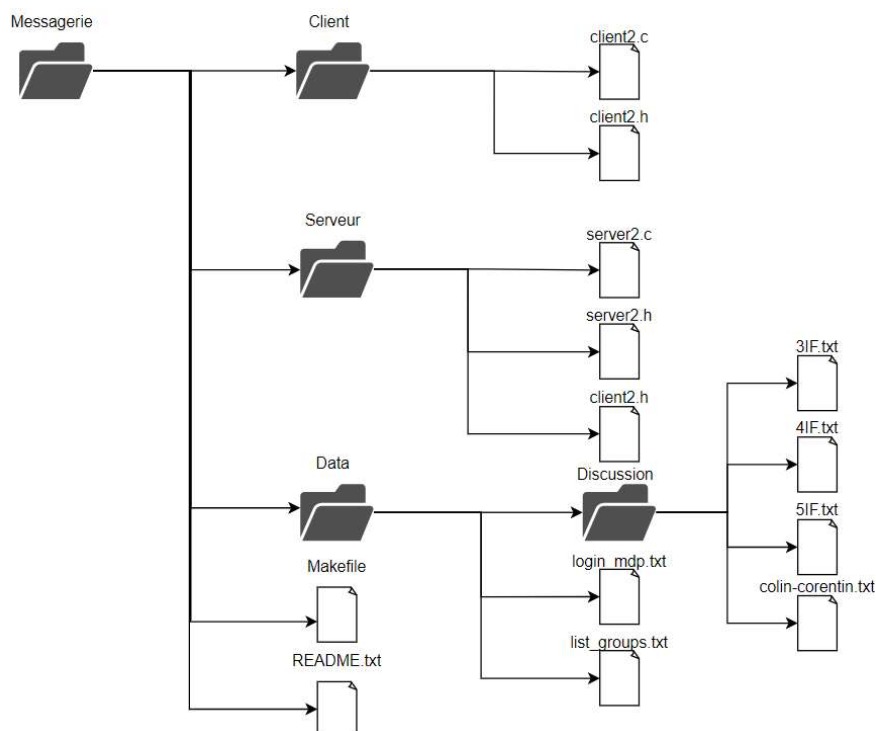 Messagerie
Client
client2.c
client2.h
Serveur
server2.c
server2.h
client2.h
Data
Discussion
3IF.txt
4IF.txt
5IF.txt
colin-corentin.txt
login_mdp.txt
list_groups.txt
Makefile
README.txt